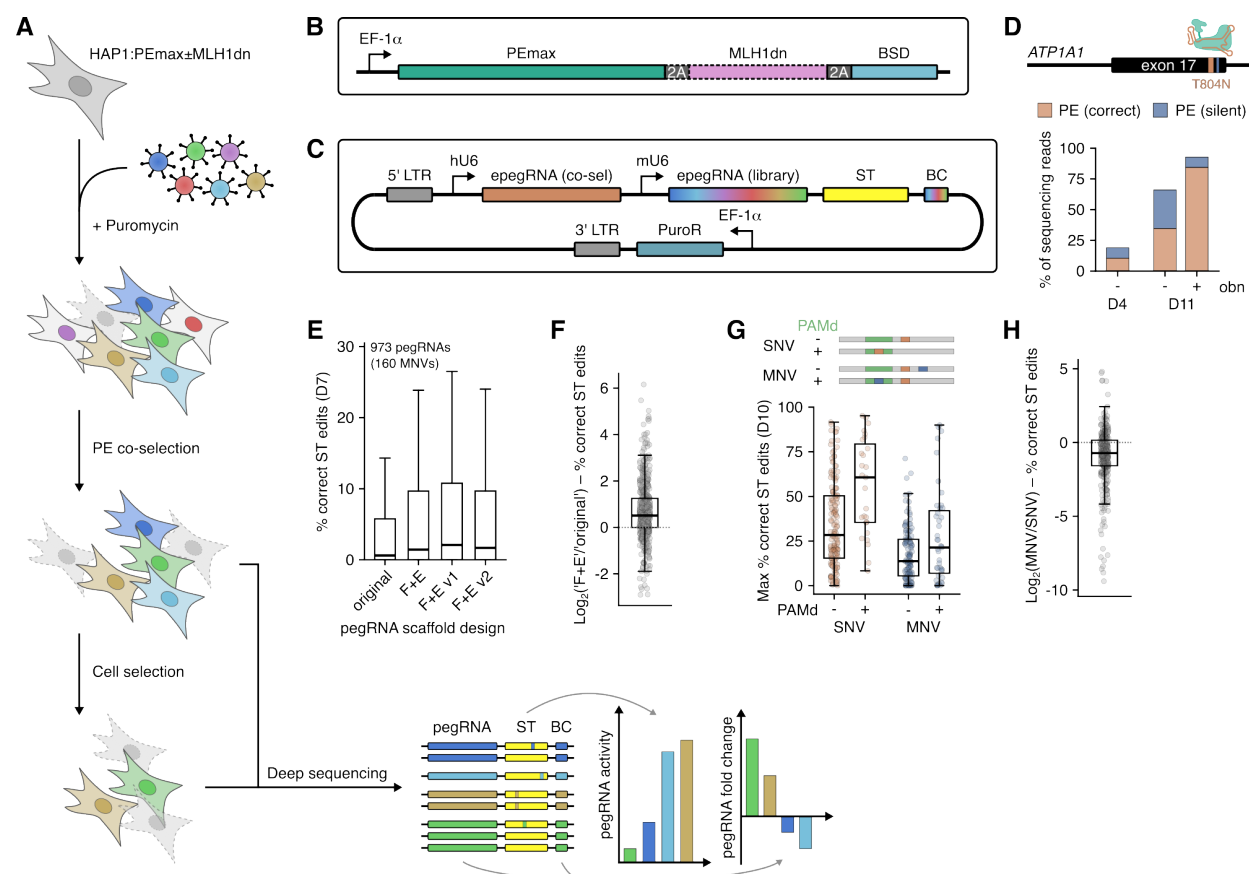 A
HAP1:PEmax±MLH1dn
+ Puromycin
PE co-selection
Cell selection
Deep sequencing
B
EF-1α
PEmax
2A
MLH1dn
2A
BSD
C
hU6
mU6
5' LTR
epegRNA (co-sel)
epegRNA (library)
ST
BC
EF-1α
3' LTR
PuroR
D
ATP1A1
exon 17
T804N
PE (correct)
PE (silent)
% of sequencing reads
100
75
50
25
0
- - + obn
D4 D11
E
973 pegRNAs
(160 MNVs)
% correct ST edits (D7)
30
20
10
0
original
F+E
F+E v1
F+E v2
pegRNA scaffold design
F
Log2('F+E'/'original') – % correct ST edits
6
4
2
0
-2
G
PAMd
SNV
-
+
MNV
-
+
Max % correct ST edits (D10)
100
75
50
25
0
PAMd - + - +
SNV MNV
H
Log2(MNV/SNV) – % correct ST edits
5
0
-5
-10
pegRNA ST BC
pegRNA activity
pegRNA fold change